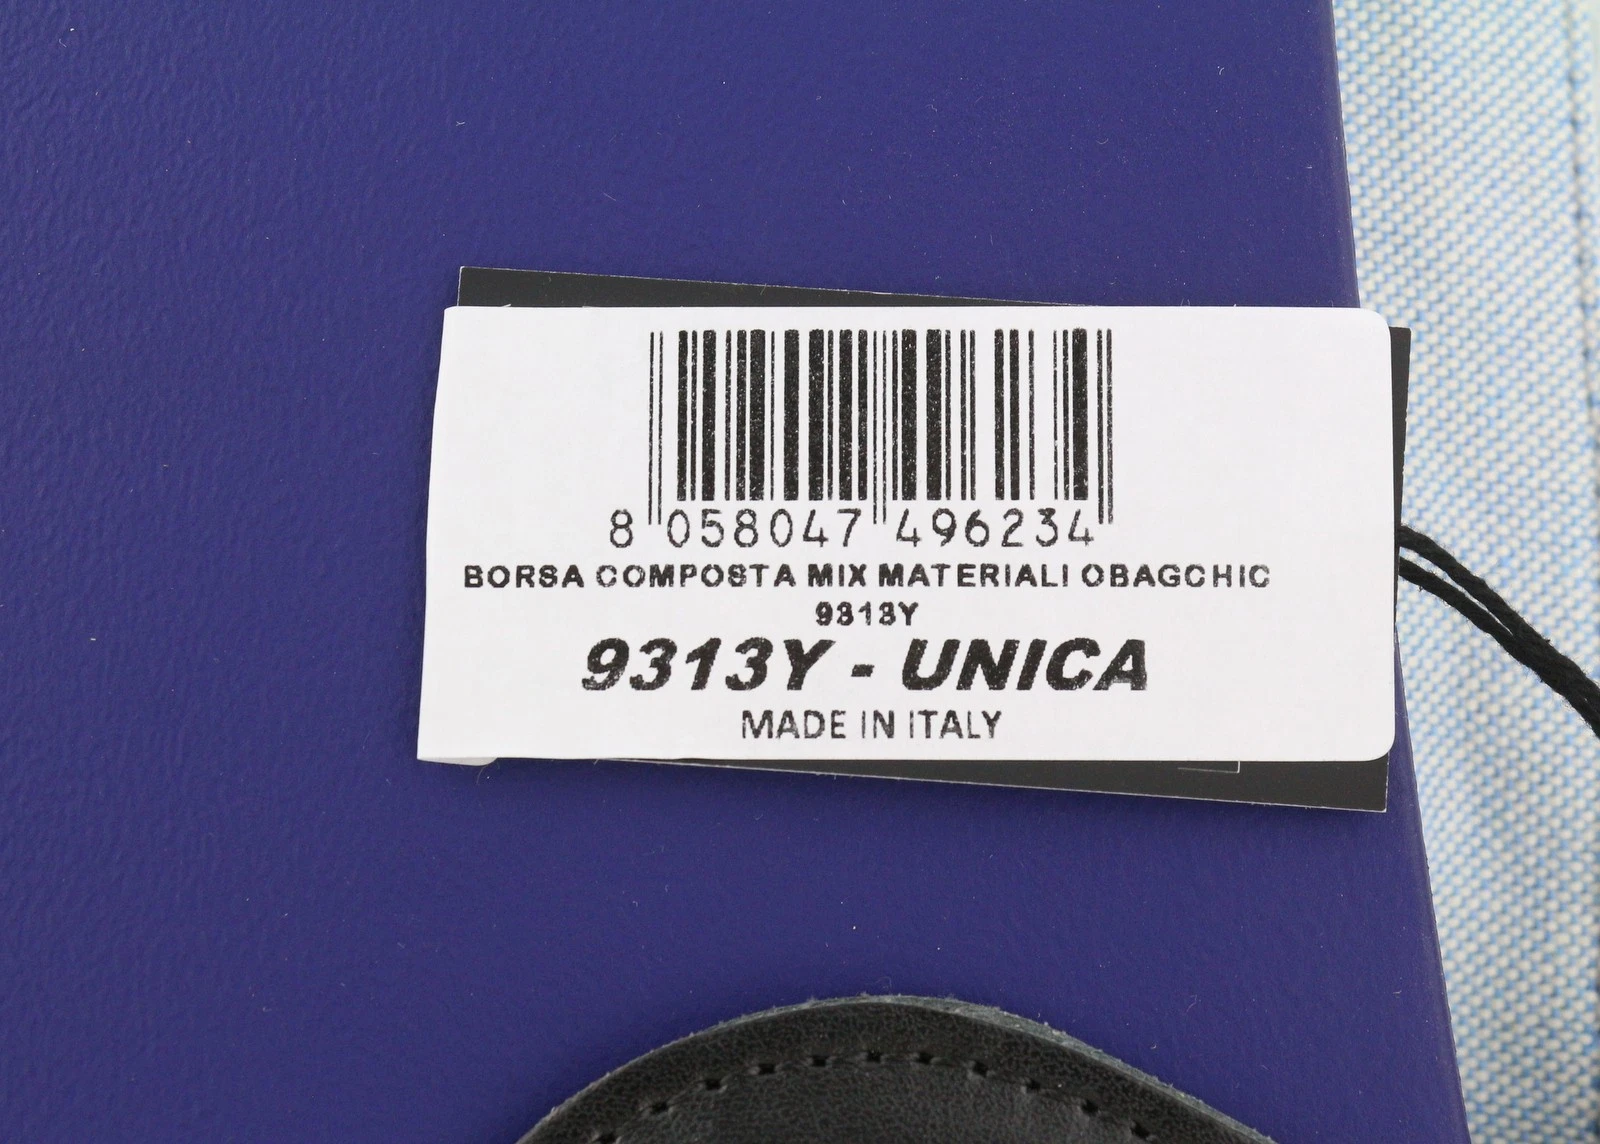 8 058047 496234
BORSA COMPOSTA MIX MATERIALI OBAGCHIC
9313Y
9313Y - UNICA
MADE IN ITALY